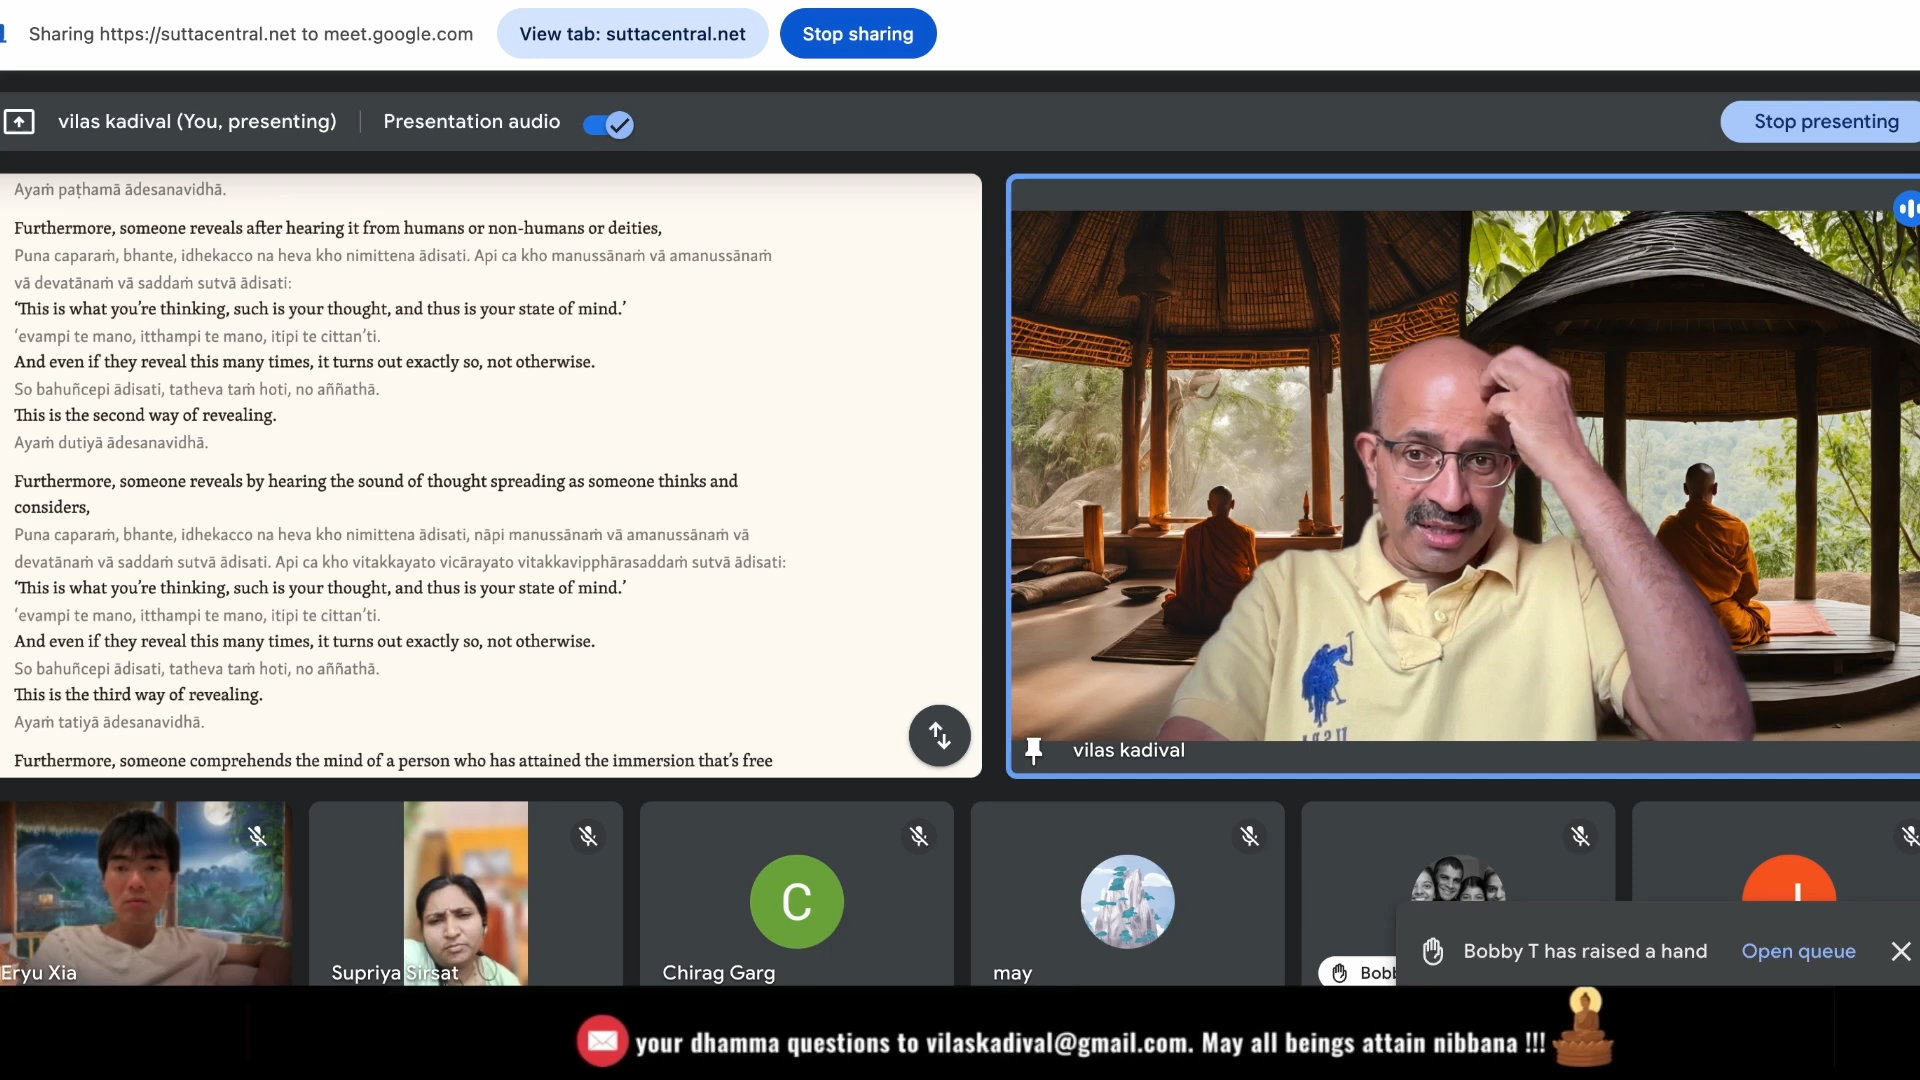 Sharing https://suttacentral.net to meet.google.com
View tab: suttacentral.net
Stop sharing
vilas kadival (You, presenting)
Presentation audio
Stop presenting
Ayaṁ paṭhamā ādesanavidhā.
Furthermore, someone reveals after hearing it from humans or non-humans or deities,
Puna caparaṁ, bhante, idhekacco na heva kho nimittena ādisati. Api ca kho manussānaṁ vā amanussānaṁ
vā devatānaṁ vā saddaṁ sutvā ādisati:
‘This is what you’re thinking, such is your thought, and thus is your state of mind.’
‘evampi te mano, itthampi te mano, itipi te cittan’ti.
And even if they reveal this many times, it turns out exactly so, not otherwise.
So bahuñcepi ādisati, tatheva taṁ hoti, no aññathā.
This is the second way of revealing.
Ayaṁ dutiyā ādesanavidhā.
Furthermore, someone reveals by hearing the sound of thought spreading as someone thinks and
considers,
Puna caparaṁ, bhante, idhekacco na heva kho nimittena ādisati, nāpi manussānaṁ vā amanussānaṁ vā
devatānaṁ vā saddaṁ sutvā ādisati. Api ca kho vitakkayato vicārayato vitakkavipphārasaddaṁ sutvā ādisati:
‘This is what you’re thinking, such is your thought, and thus is your state of mind.’
‘evampi te mano, itthampi te mano, itipi te cittan’ti.
And even if they reveal this many times, it turns out exactly so, not otherwise.
So bahuñcepi ādisati, tatheva taṁ hoti, no aññathā.
This is the third way of revealing.
Ayaṁ tatiyā ādesanavidhā.
Furthermore, someone comprehends the mind of a person who has attained the immersion that’s free
vilas kadival
Eryu Xia
Supriya Sirsat
C
Chirag Garg
may
Bobby T has raised a hand
Open queue
your dhamma questions to vilaskadival@gmail.com. May all beings attain nibbana !!!